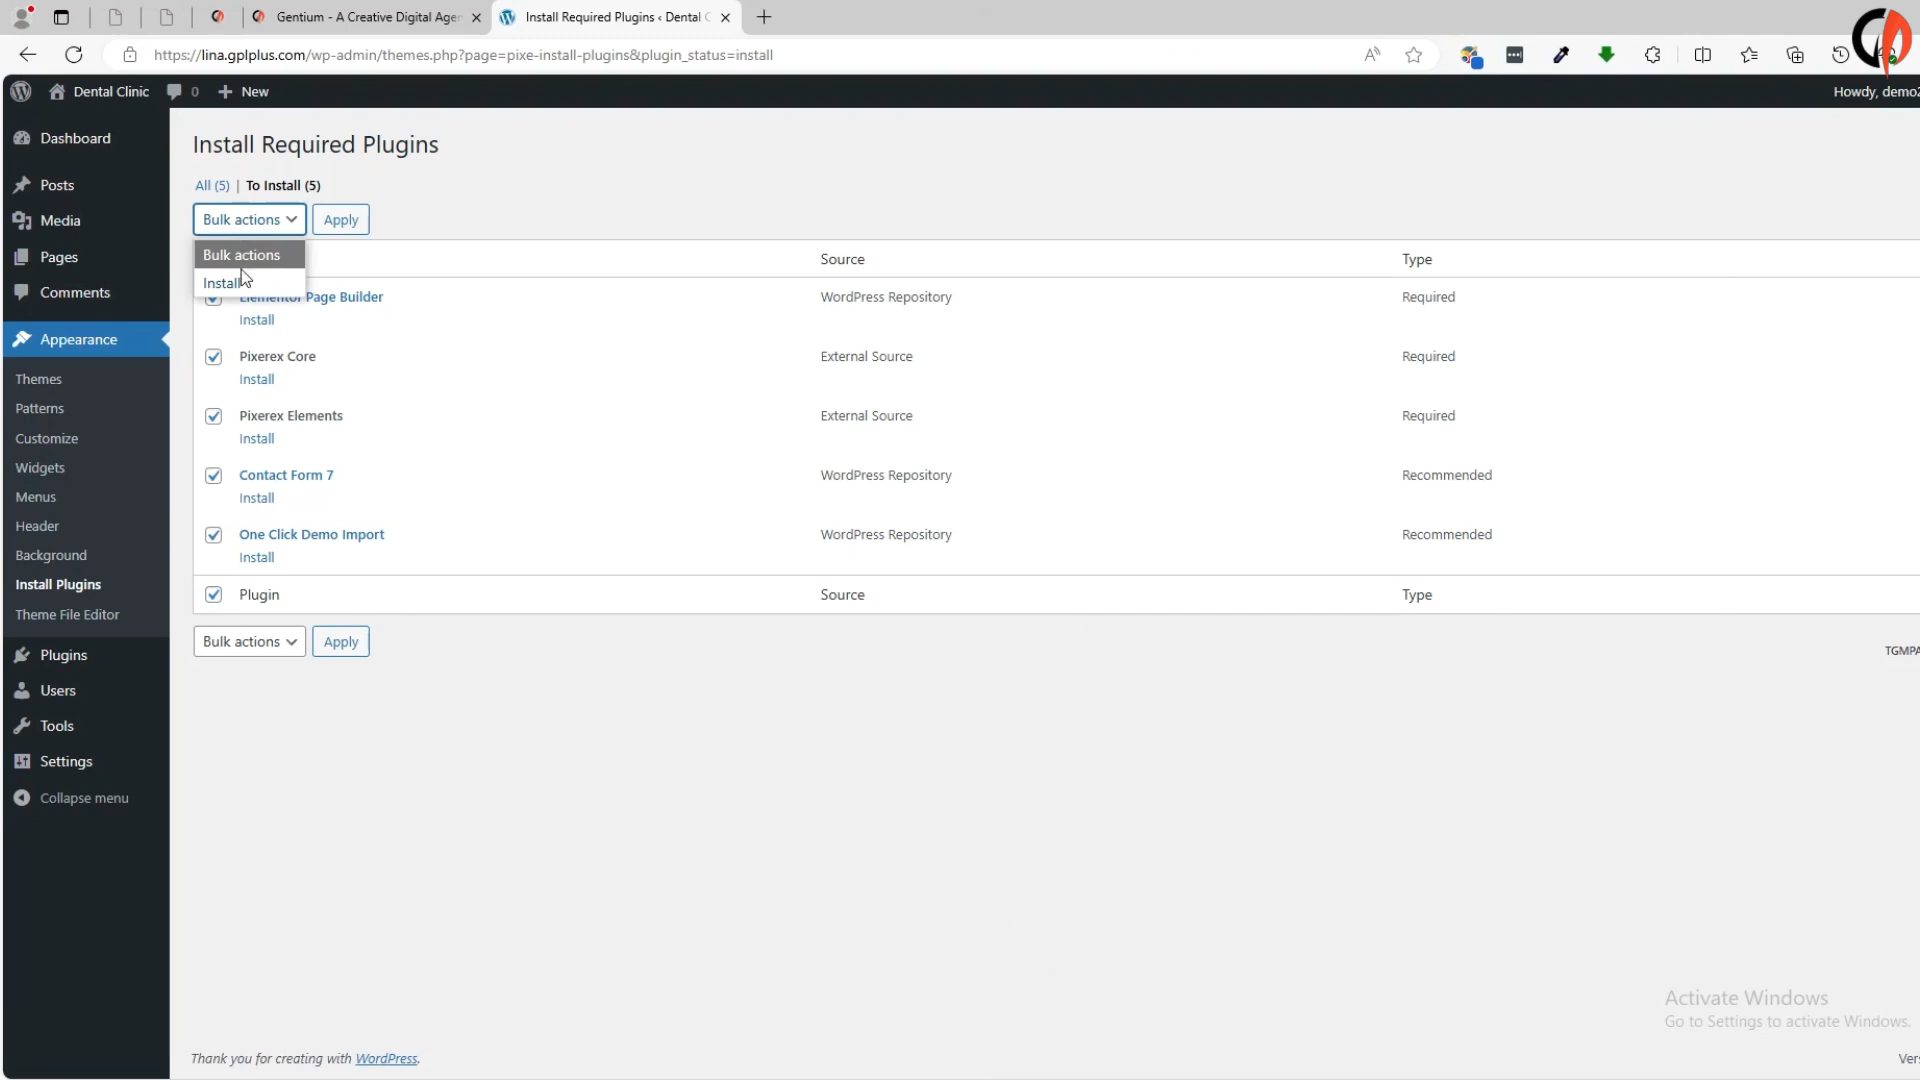 Gentium - A Creative Digital Agen
Install Required Plugins ‹ Dental C
https://lina.gplplus.com/wp-admin/themes.php?page=pixe-install-plugins&plugin_status=install
Dental Clinic
0
New
Howdy, demo2
Dashboard
Posts
Media
Pages
Comments
Appearance
Themes
Patterns
Customize
Widgets
Menus
Header
Background
Install Plugins
Theme File Editor
Plugins
Users
Tools
Settings
Collapse menu
Install Required Plugins
All (5) | To Install (5)
Bulk actions
Apply
Bulk actions
Install
Source
Type
Elementor Page Builder
WordPress Repository
Required
Install
Pixerex Core
External Source
Required
Install
Pixerex Elements
External Source
Required
Install
Contact Form 7
WordPress Repository
Recommended
Install
One Click Demo Import
WordPress Repository
Recommended
Install
Plugin
Source
Type
Bulk actions
Apply
TGMPA
Activate Windows
Go to Settings to activate Windows.
Thank you for creating with WordPress.
Vers